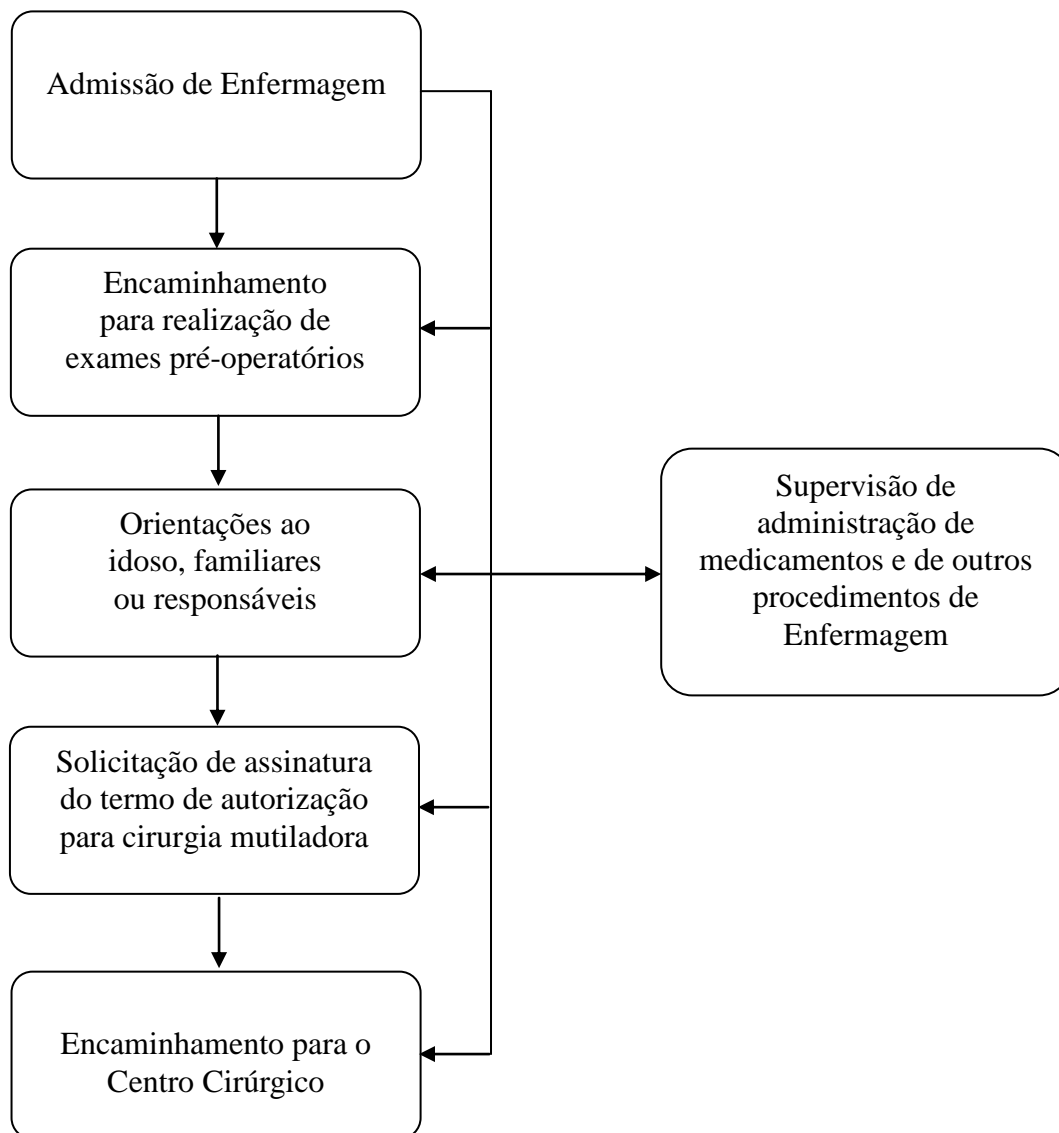 Admissão de Enfermagem
Encaminhamento
para realização de
exames pré-operatórios
Orientações ao
idoso, familiares
ou responsáveis
Supervisão de
administração de
medicamentos e de outros
procedimentos de
Enfermagem
Solicitação de assinatura
do termo de autorização
para cirurgia mutiladora
Encaminhamento para o
Centro Cirúrgico